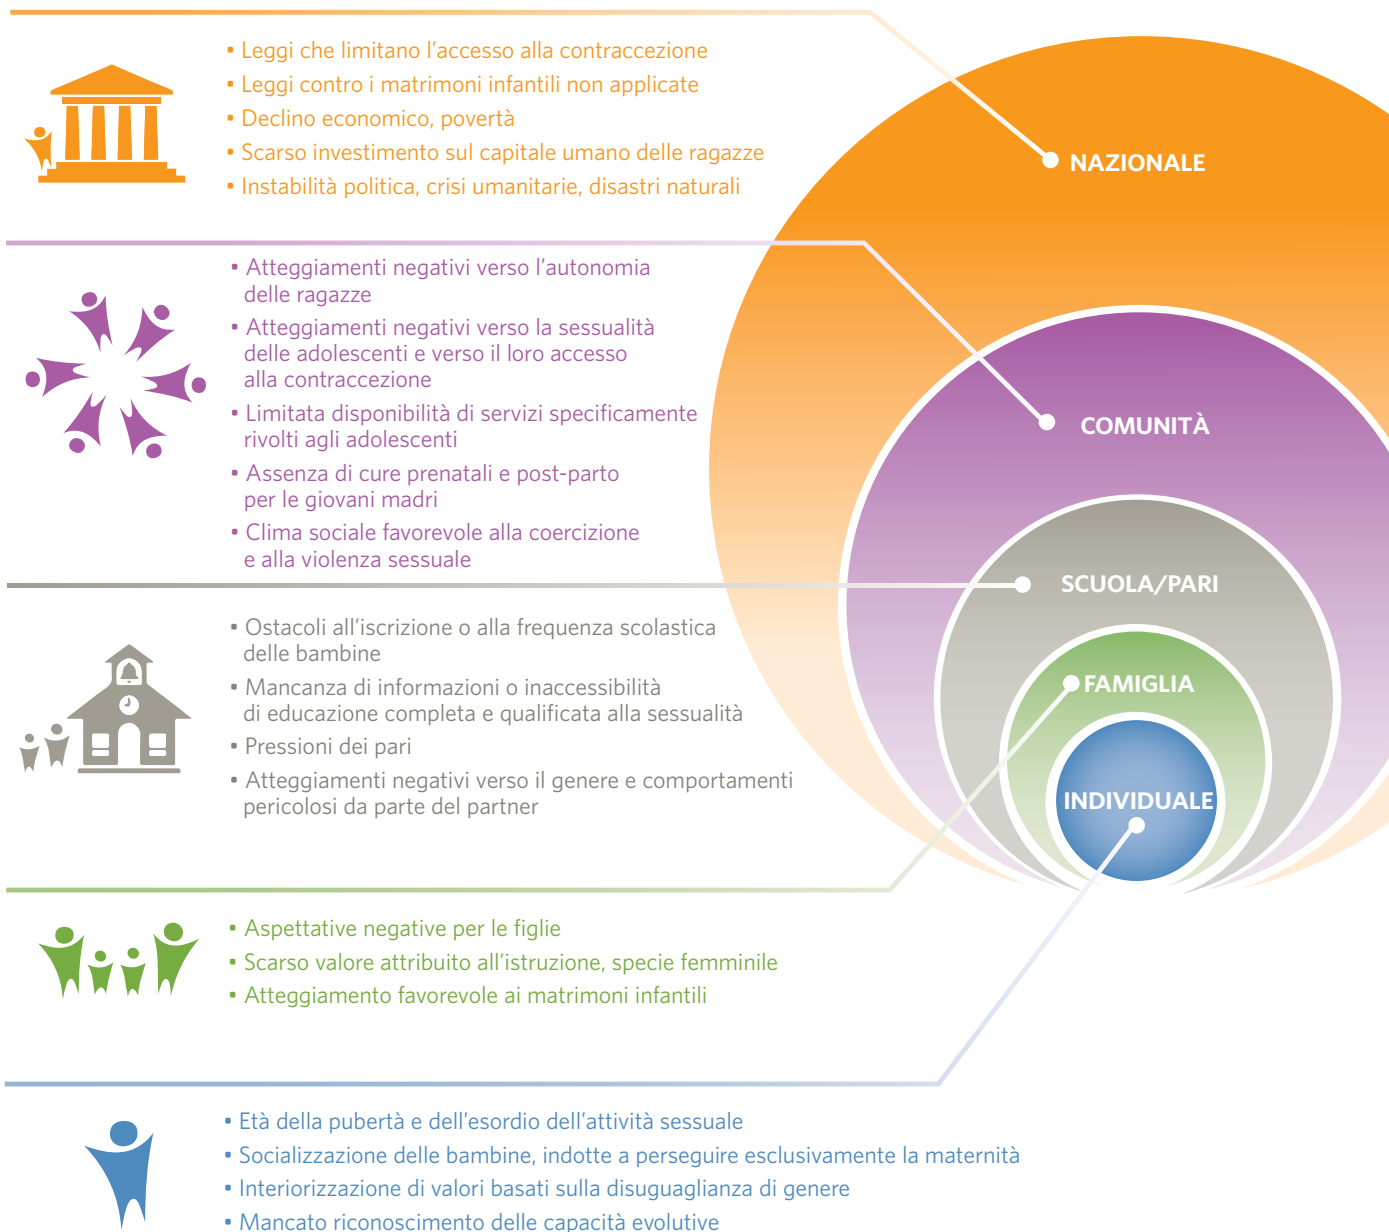 • Leggi che limitano l'accesso alla contraccezione
• Leggi contro i matrimoni infantili non applicate
• Declino economico, povertà
• Scarso investimento sul capitale umano delle ragazze
• Instabilità politica, crisi umanitarie, disastri naturali
NAZIONALE
• Atteggiamenti negativi verso l'autonomia
delle ragazze
• Atteggiamenti negativi verso la sessualità
delle adolescenti e verso il loro accesso
alla contraccezione
• Limitata disponibilità di servizi specificamente
rivolti agli adolescenti
• Assenza di cure prenatali e post-parto
per le giovani madri
• Clima sociale favorevole alla coercizione
e alla violenza sessuale
COMUNITÀ
SCUOLA/PARI
• Ostacoli all'iscrizione o alla frequenza scolastica
delle bambine
• Mancanza di informazioni o inaccessibilità
di educazione completa e qualificata alla sessualità
• Pressioni dei pari
• Atteggiamenti negativi verso il genere e comportamenti
pericolosi da parte del partner
FAMIGLIA
INDIVIDUALE
• Aspettative negative per le figlie
• Scarso valore attribuito all'istruzione, specie femminile
• Atteggiamento favorevole ai matrimoni infantili
• Età della pubertà e dell'esordio dell'attività sessuale
• Socializzazione delle bambine, indotte a perseguire esclusivamente la maternità
• Interiorizzazione di valori basati sulla disuguaglianza di genere
• Mancato riconoscimento delle capacità evolutive